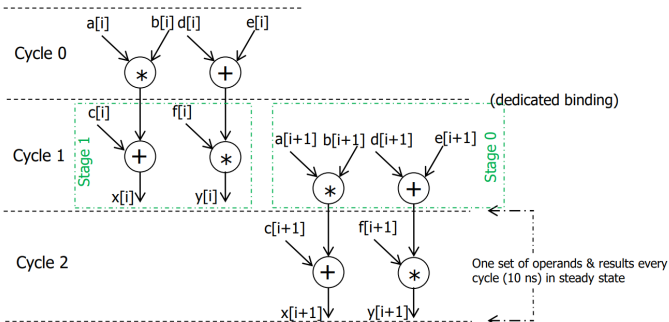 a[i] b[i] d[i] e[i]
Cycle 0
* +
(dedicated binding)
c[i] f[i]
Stage 1
Cycle 1
+ *
x[i] y[i]
a[i+1] b[i+1] d[i+1] e[i+1]
Stage 0
* +
c[i+1] f[i+1]
Cycle 2
+ *
One set of operands & results every
cycle (10 ns) in steady state
x[i+1] y[i+1]